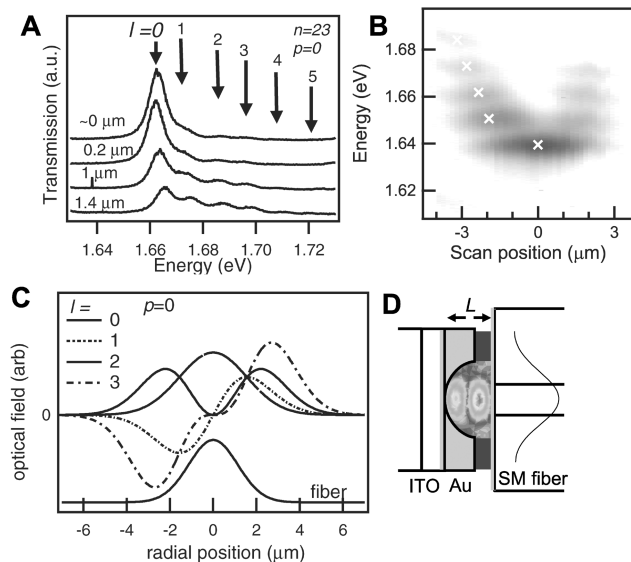 A
l=0
1
2
3
4
5
n=23
p=0
~0 μm
0.2 μm
1 μm
1.4 μm
Transmission (a.u.)
1.64
1.66
1.68
1.70
1.72
Energy (eV)
B
Energy (eV)
1.68
1.66
1.64
1.62
-3
0
3
Scan position (μm)
C
l =
p=0
0
1
2
3
optical field (arb)
0
fiber
-6
-4
-2
0
2
4
6
radial position (μm)
D
L
ITO
Au
SM fiber